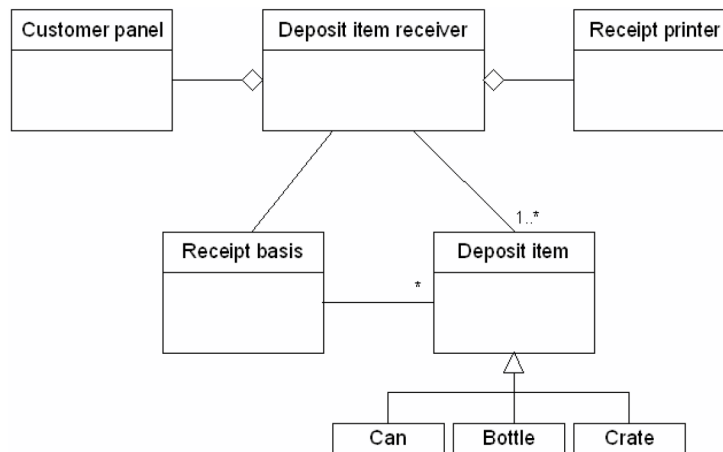 Customer panel
Deposit item receiver
Receipt printer
1..*
Receipt basis
Deposit item
*
Can
Bottle
Crate